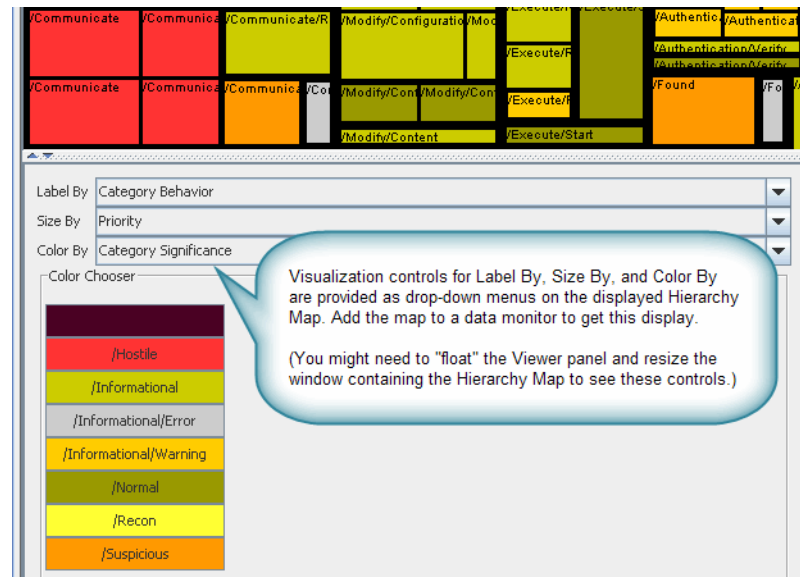 /Communicate /Communica /Communicate/R /Modify/Configuratio /Mod /Authentic /Authenticat
/Execute/R
/Authentication/Verify
/Authentication/Verify
/Communicate /Communica /Communica /Co /Modify/Con /Modify/Con /Execute/R /Found /Fo
/Modify/Content /Execute/Start
Label By Category Behavior
Size By Priority
Color By Category Significance
Color Chooser
/Hostile
/Informational
/Informational/Error
/Informational/Warning
/Normal
/Recon
/Suspicious
Visualization controls for Label By, Size By, and Color By
are provided as drop-down menus on the displayed Hierarchy
Map. Add the map to a data monitor to get this display.
(You might need to "float" the Viewer panel and resize the
window containing the Hierarchy Map to see these controls.)